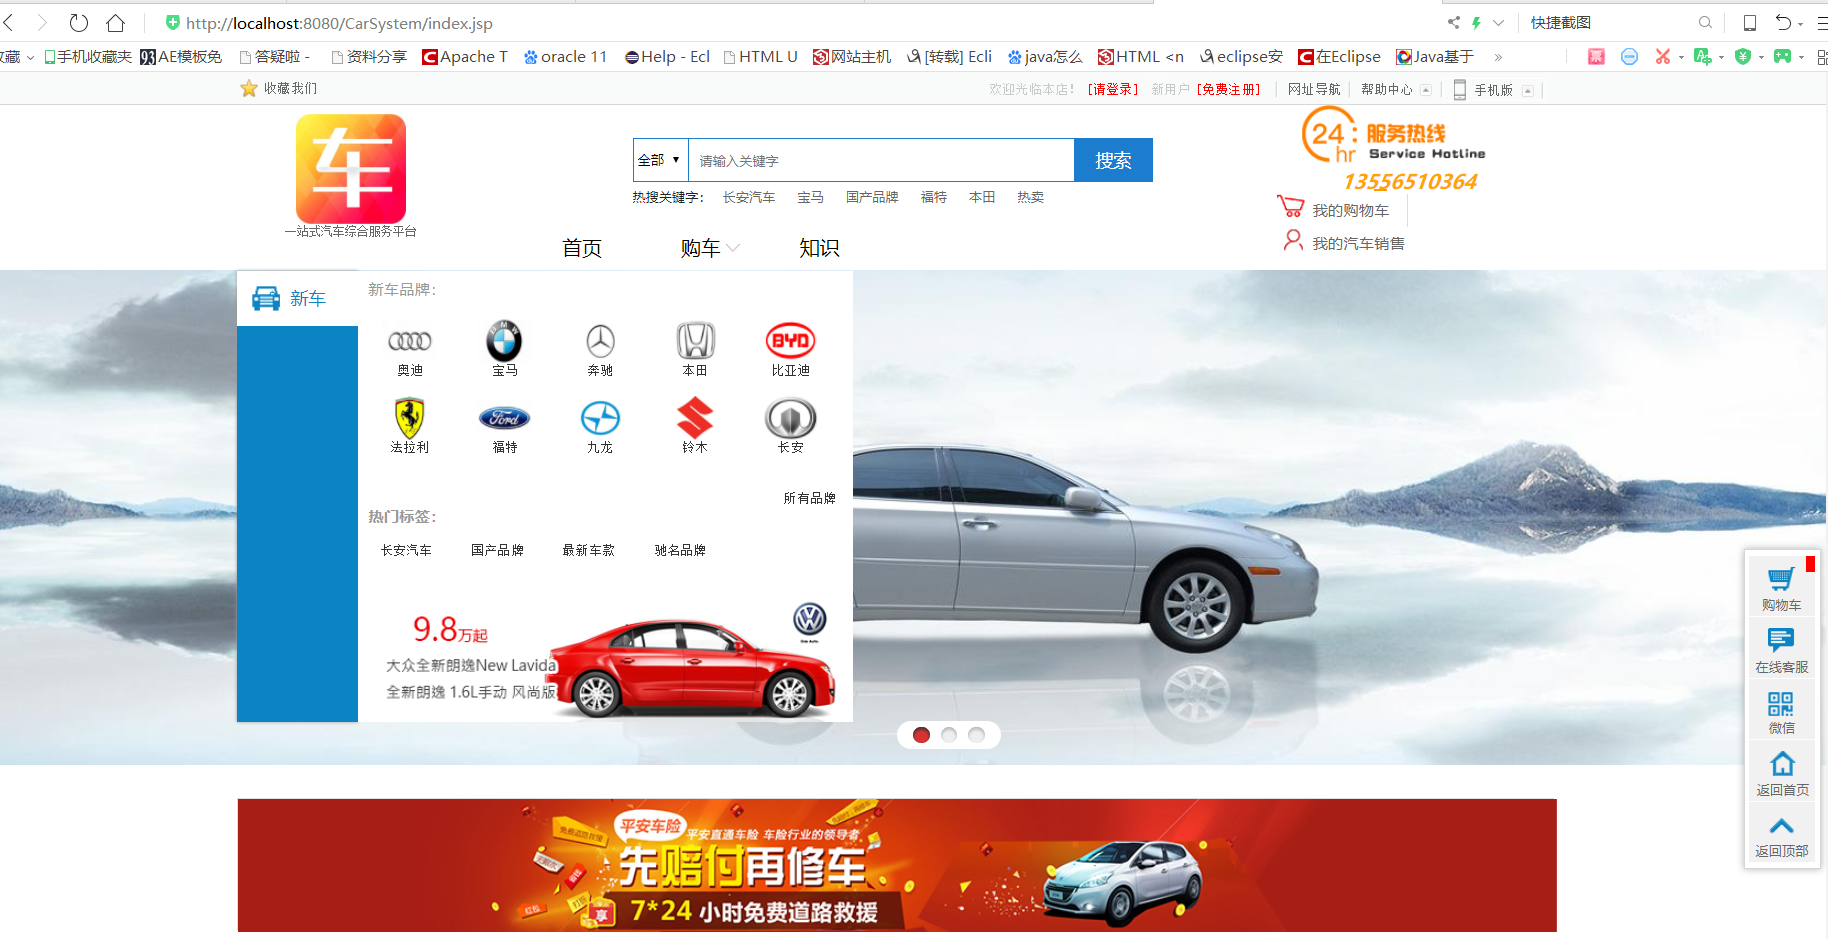 http://localhost:8080/CarSystem/index.jsp
快捷截图
收藏 手机收藏夹 AE模板免 答疑啦 - 资料分享 Apache T oracle 11 Help - Ecl HTML U 网站主机 [转载] Ecli java怎么 HTML <n eclipse安 在Eclipse Java基于 »
收藏我们
欢迎光临本店! [请登录] 新用户 [免费注册] 网址导航 帮助中心 手机版
车
一站式汽车综合服务平台
全部 请输入关键字 搜索
热搜关键字: 长安汽车 宝马 国产品牌 福特 本田 热卖
24hr: 服务热线
Service Hotline
13556510364
我的购物车
我的汽车销售
首页 购车 知识
新车
新车品牌:
BMW
BYD
奥迪 宝马 奔驰 本田 比亚迪
Ford
法拉利 福特 九龙 铃木 长安
所有品牌
热门标签:
长安汽车 国产品牌 最新车款 驰名品牌
9.8万起
大众全新朗逸New Lavida
全新朗逸 1.6L手动 风尚版
购物车
在线客服
微信
返回首页
返回顶部
平安车险
平安直通车险 车险行业的领导者
免费道路救援
先赔付再修车
7*24 小时免费道路救援
红包
享